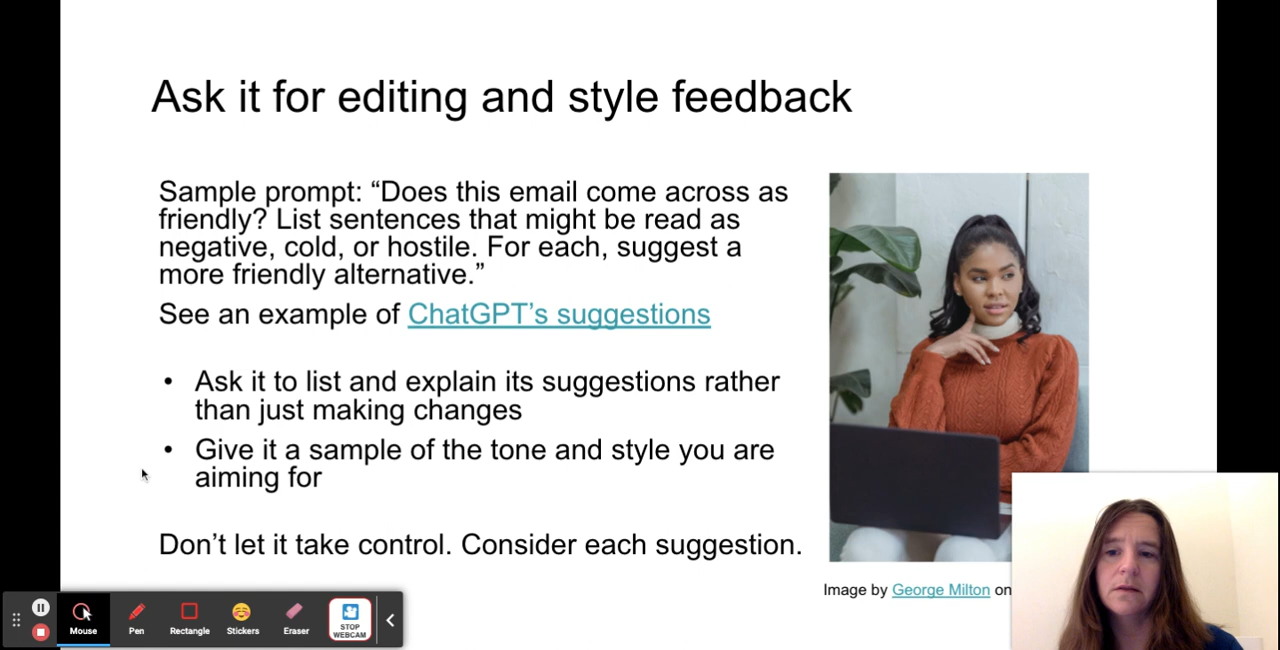 Ask it for editing and style feedback
Sample prompt: “Does this email come across as
friendly? List sentences that might be read as
negative, cold, or hostile. For each, suggest a
more friendly alternative.”
See an example of ChatGPT’s suggestions
• Ask it to list and explain its suggestions rather
than just making changes
• Give it a sample of the tone and style you are
aiming for
Don’t let it take control. Consider each suggestion.
Image by George Milton on
Mouse
Pen
Rectangle
Stickers
Eraser
STOP
WEBCAM